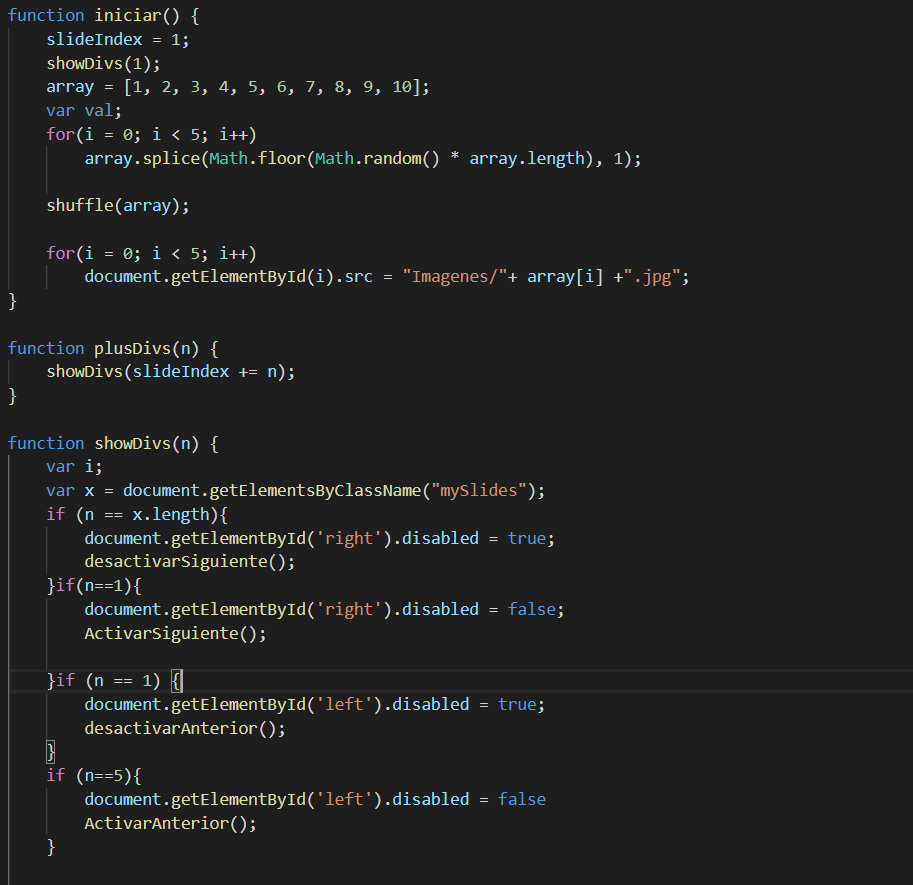 function iniciar() {
    slideIndex = 1;
    showDivs(1);
    array = [1, 2, 3, 4, 5, 6, 7, 8, 9, 10];
    var val;
    for(i = 0; i < 5; i++)
        array.splice(Math.floor(Math.random() * array.length), 1);

    shuffle(array);

    for(i = 0; i < 5; i++)
        document.getElementById(i).src = "Imagenes/"+ array[i] +".jpg";
}

function plusDivs(n) {
    showDivs(slideIndex += n);
}

function showDivs(n) {
    var i;
    var x = document.getElementsByClassName("mySlides");
    if (n == x.length){
        document.getElementById('right').disabled = true;
        desactivarSiguiente();
    }if(n==1){
        document.getElementById('right').disabled = false;
        ActivarSiguiente();

    }if (n == 1) {
        document.getElementById('left').disabled = true;
        desactivarAnterior();
    }
    if (n==5){
        document.getElementById('left').disabled = false
        ActivarAnterior();
    }